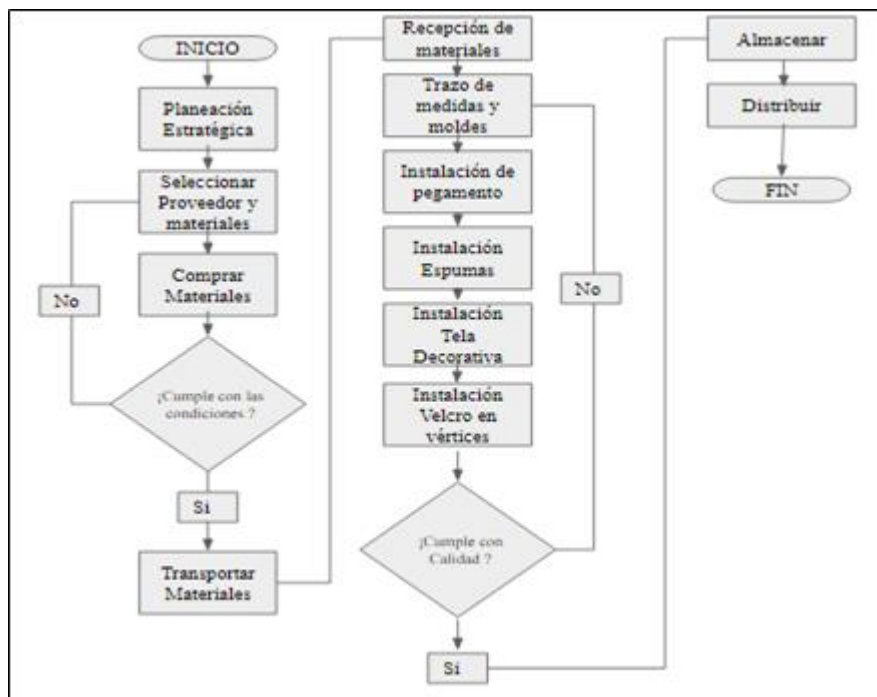 INICIO
Planeación
Estratégica
Seleccionar
Proveedor y
materiales
No
Comprar
Materiales
¡Cumple con las
condiciones ?
Si
Transportar
Materiales
Recepción de
materiales
Trazo de
medidas y
moldes
Instalación de
pegamento
Instalación
Espumas
No
Instalación
Tela
Decorativa
Instalación
Velcro en
vértices
¡Cumple con
Calidad ?
Si
Almacenar
Distribuir
FIN